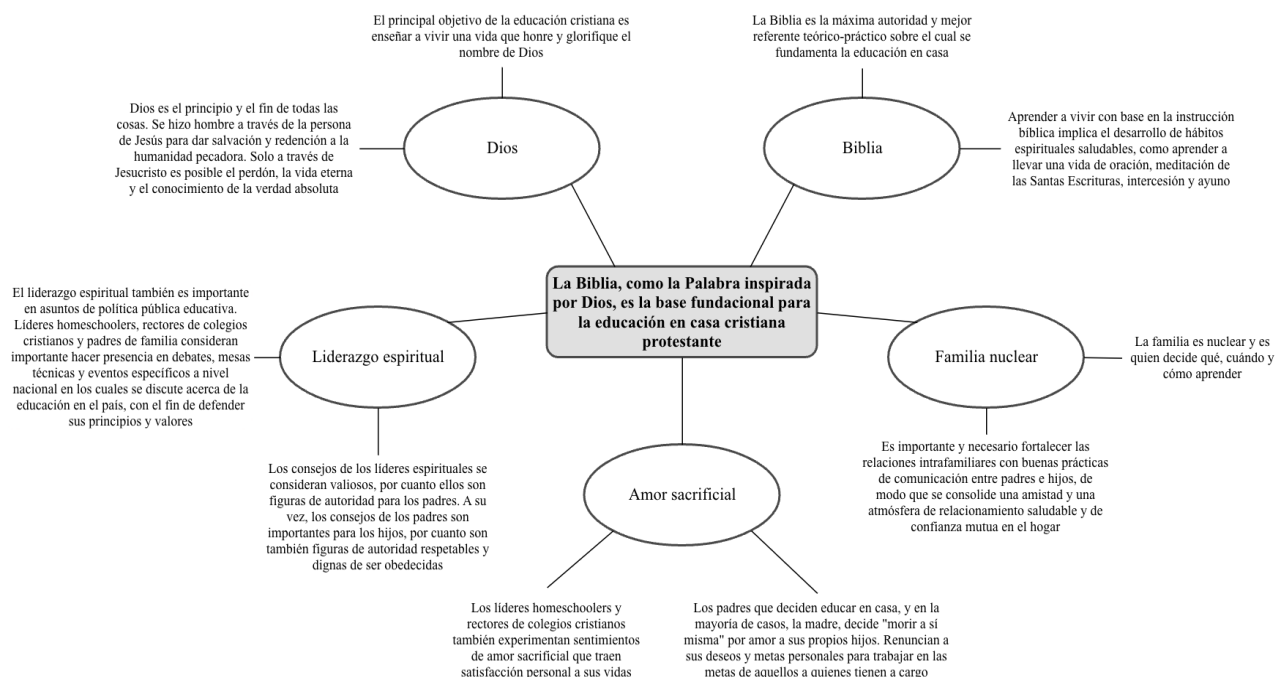 El principal objetivo de la educación cristiana es
enseñar a vivir una vida que honre y glorifique el
nombre de Dios
La Biblia es la máxima autoridad y mejor
referente teórico-práctico sobre el cual se
fundamenta la educación en casa
Dios es el principio y el fin de todas las
cosas. Se hizo hombre a través de la persona
de Jesús para dar salvación y redención a la
humanidad pecadora. Solo a través de
Jesucristo es posible el perdón, la vida eterna
y el conocimiento de la verdad absoluta
Dios
Biblia
Aprender a vivir con base en la instrucción
bíblica implica el desarrollo de hábitos
espirituales saludables, como aprender a
llevar una vida de oración, meditación de
las Santas Escrituras, intercesión y ayuno
La Biblia, como la Palabra inspirada
por Dios, es la base fundacional para
la educación en casa cristiana
protestante
El liderazgo espiritual también es importante
en asuntos de política pública educativa.
Líderes homeschoolers, rectores de colegios
cristianos y padres de familia consideran
importante hacer presencia en debates, mesas
técnicas y eventos específicos a nivel
nacional en los cuales se discute acerca de la
educación en el país, con el fin de defender
sus principios y valores
Liderazgo espiritual
Familia nuclear
La familia es nuclear y es
quien decide qué, cuándo y
cómo aprender
Los consejos de los líderes espirituales se
consideran valiosos, por cuanto ellos son
figuras de autoridad para los padres. A su
vez, los consejos de los padres son
importantes para los hijos, por cuanto son
también figuras de autoridad respetables y
dignas de ser obedecidas
Amor sacrificial
Es importante y necesario fortalecer las
relaciones intrafamiliares con buenas prácticas
de comunicación entre padres e hijos, de
modo que se consolide una amistad y una
atmósfera de relacionamiento saludable y de
confianza mutua en el hogar
Los líderes homeschoolers y
rectores de colegios cristianos
también experimentan sentimientos
de amor sacrificial que traen
satisfacción personal a sus vidas
Los padres que deciden educar en casa, y en la
mayoría de casos, la madre, decide "morir a sí
misma" por amor a sus propios hijos. Renuncian a
sus deseos y metas personales para trabajar en las
metas de aquellos a quienes tienen a cargo